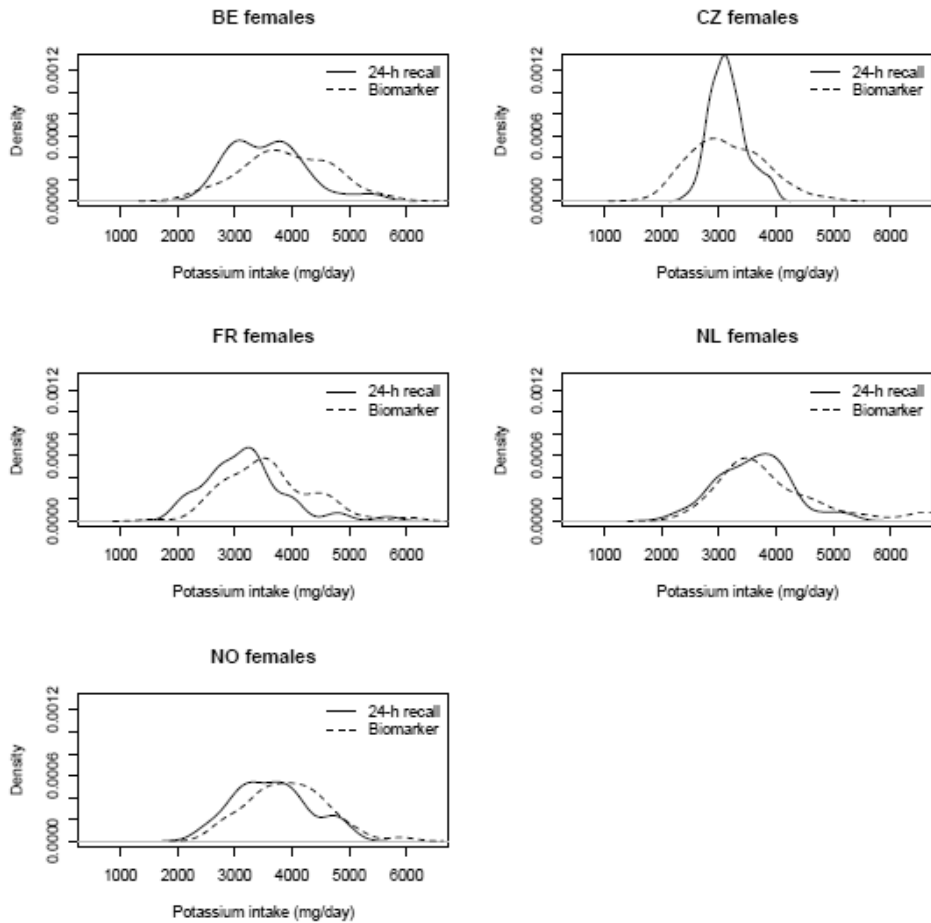 BE females
Density
0.0000 0.0006 0.0012
24-h recall
Biomarker
1000 2000 3000 4000 5000 6000
Potassium intake (mg/day)
CZ females
Density
0.0000 0.0006 0.0012
24-h recall
Biomarker
1000 2000 3000 4000 5000 6000
Potassium intake (mg/day)
FR females
Density
0.0000 0.0006 0.0012
24-h recall
Biomarker
1000 2000 3000 4000 5000 6000
Potassium intake (mg/day)
NL females
Density
0.0000 0.0006 0.0012
24-h recall
Biomarker
1000 2000 3000 4000 5000 6000
Potassium intake (mg/day)
NO females
Density
0.0000 0.0006 0.0012
24-h recall
Biomarker
1000 2000 3000 4000 5000 6000
Potassium intake (mg/day)